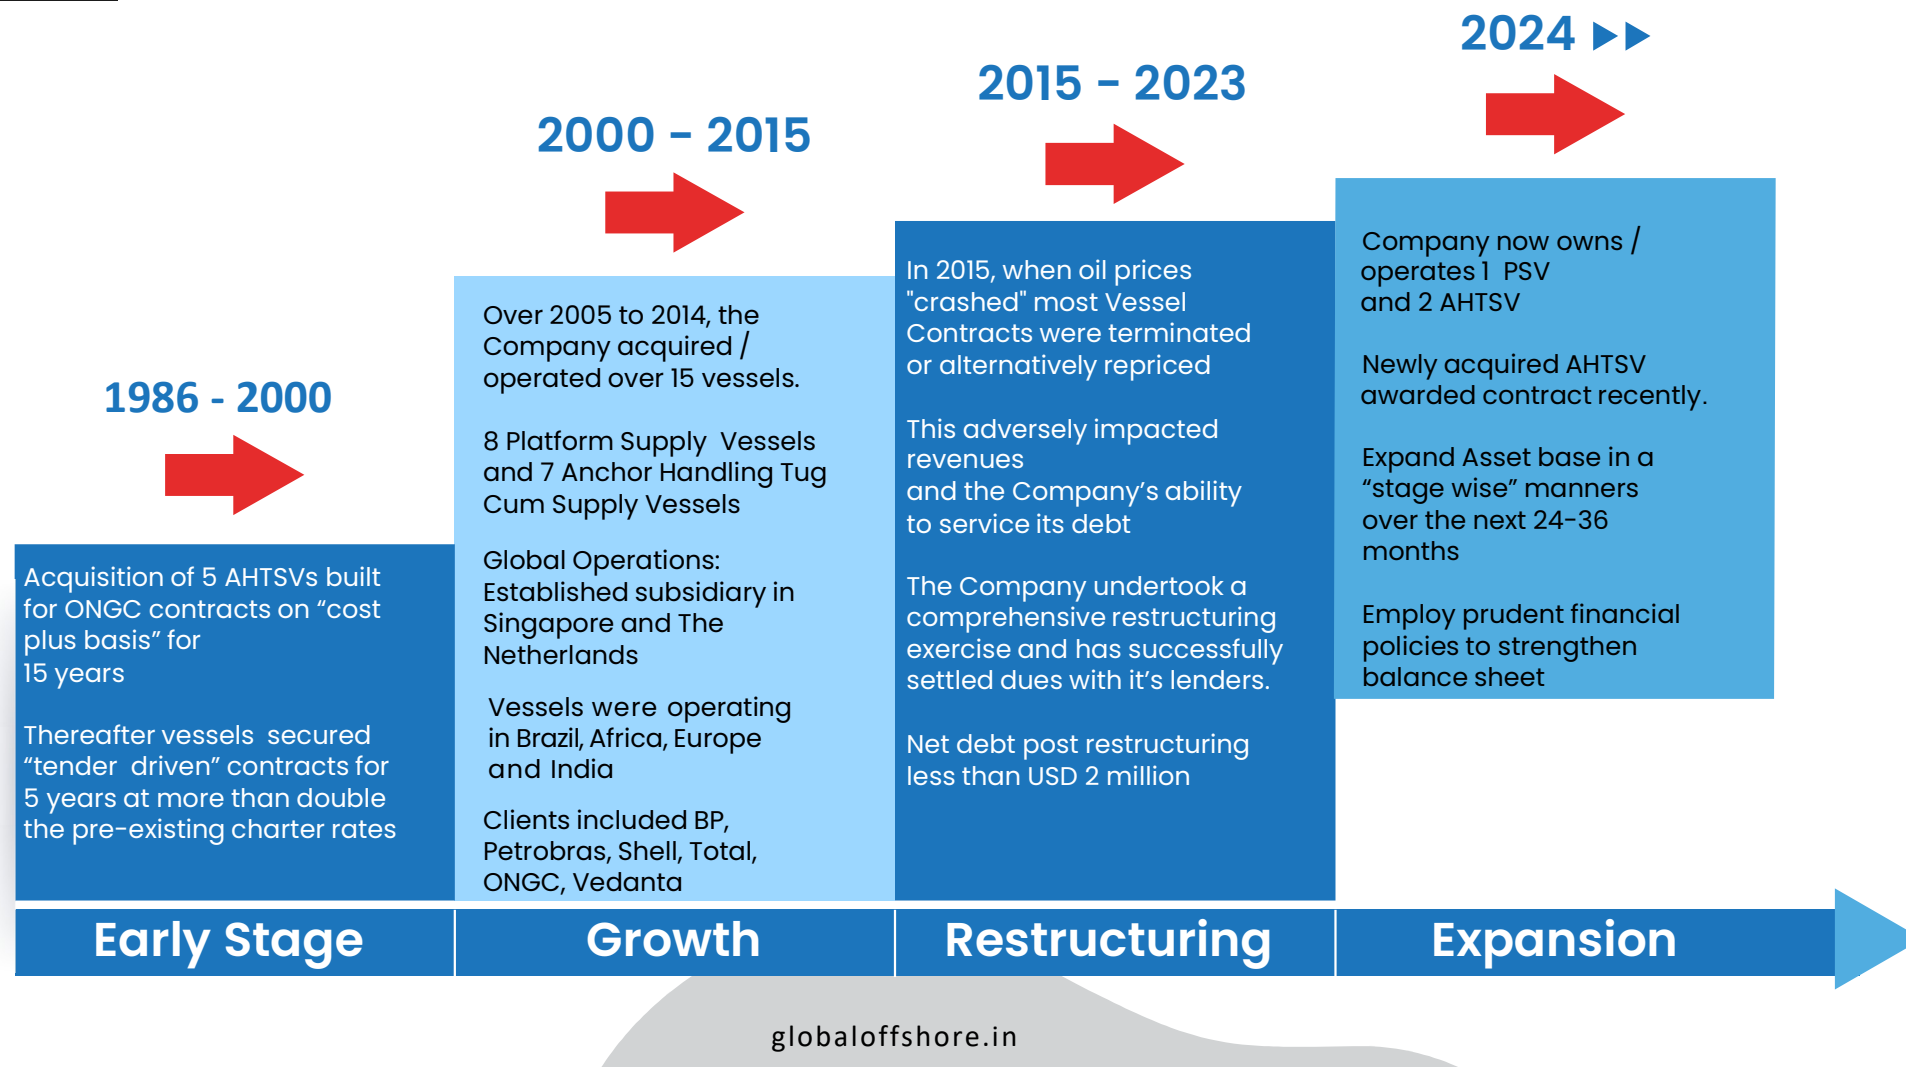 1986 - 2000
Acquisition of 5 AHTSVs built
for ONGC contracts on “cost
plus basis” for
15 years
Thereafter vessels secured
“tender driven” contracts for
5 years at more than double
the pre-existing charter rates
Early Stage
2000 - 2015
Over 2005 to 2014, the
Company acquired /
operated over 15 vessels.
8 Platform Supply Vessels
and 7 Anchor Handling Tug
Cum Supply Vessels
Global Operations:
Established subsidiary in
Singapore and The
Netherlands
Vessels were operating
in Brazil, Africa, Europe
and India
Clients included BP,
Petrobras, Shell, Total,
ONGC, Vedanta
Growth
2015 - 2023
In 2015, when oil prices
"crashed" most Vessel
Contracts were terminated
or alternatively repriced
This adversely impacted
revenues
and the Company’s ability
to service its debt
The Company undertook a
comprehensive restructuring
exercise and has successfully
settled dues with it’s lenders.
Net debt post restructuring
less than USD 2 million
Restructuring
2024
Company now owns /
operates 1 PSV
and 2 AHTSV
Newly acquired AHTSV
awarded contract recently.
Expand Asset base in a
“stage wise” manners
over the next 24-36
months
Employ prudent financial
policies to strengthen
balance sheet
Expansion
globaloffshore.in